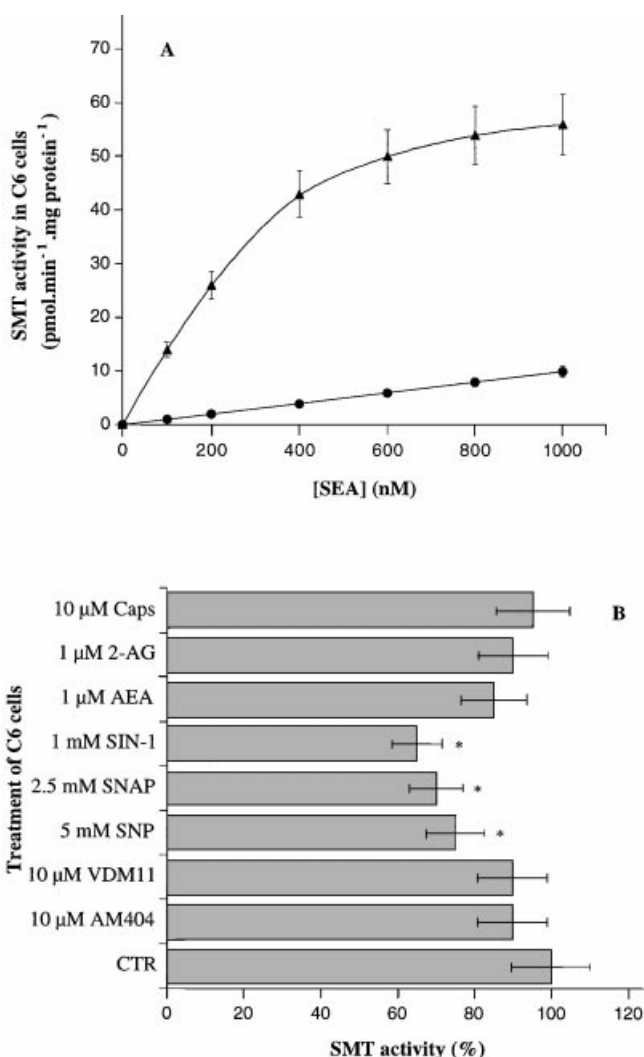 A
70
60
50
40
30
20
10
0
SMT activity in C6 cells
(pmol.min⁻¹.mg protein⁻¹)
0 200 400 600 800 1000
[SEA] (nM)
B
Treatment of C6 cells
10 µM Caps
1 µM 2-AG
1 µM AEA
1 mM SIN-1 *
2.5 mM SNAP *
5 mM SNP *
10 µM VDM11
10 µM AM404
CTR
0 20 40 60 80 100 120
SMT activity (%)